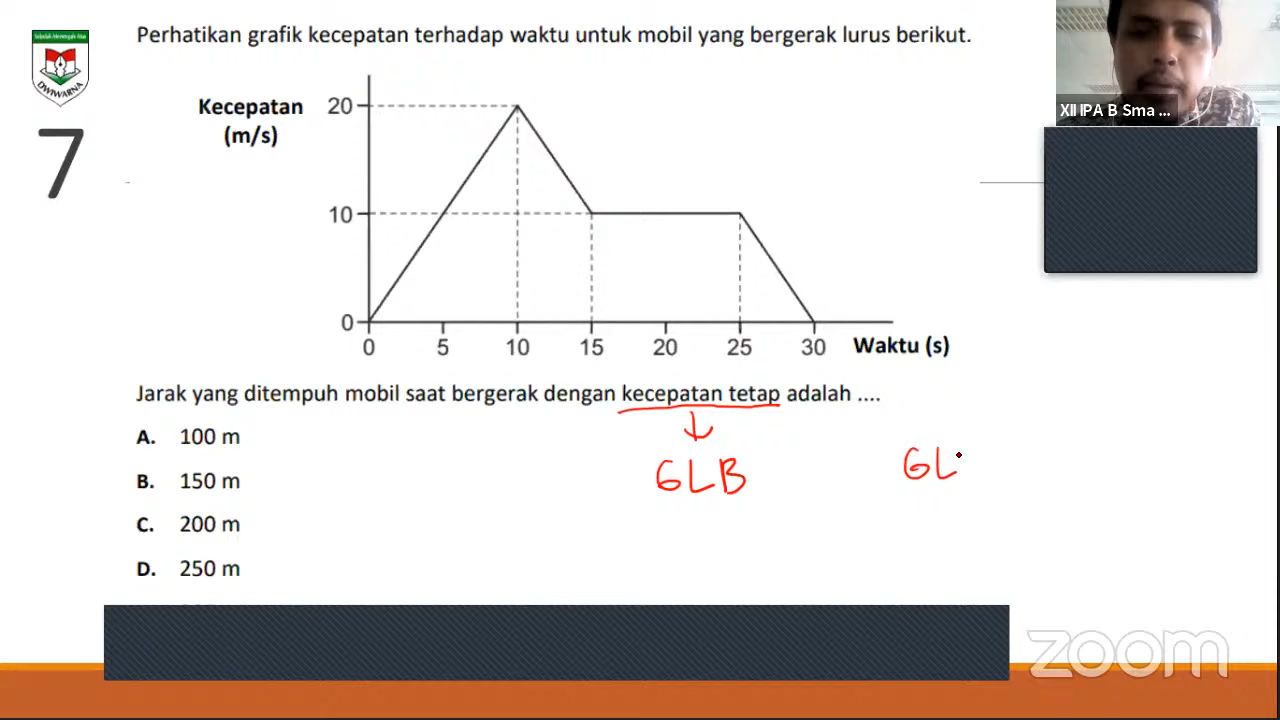 Perhatikan grafik kecepatan terhadap waktu untuk mobil yang bergerak lurus berikut.
DWIWARNA
7
Kecepatan
(m/s)
20
10
0
0 5 10 15 20 25 30
Waktu (s)
XII IPA B Sma ...
Jarak yang ditempuh mobil saat bergerak dengan kecepatan tetap adalah ....
A. 100 m
B. 150 m
C. 200 m
D. 250 m
GLB
GL
zoom